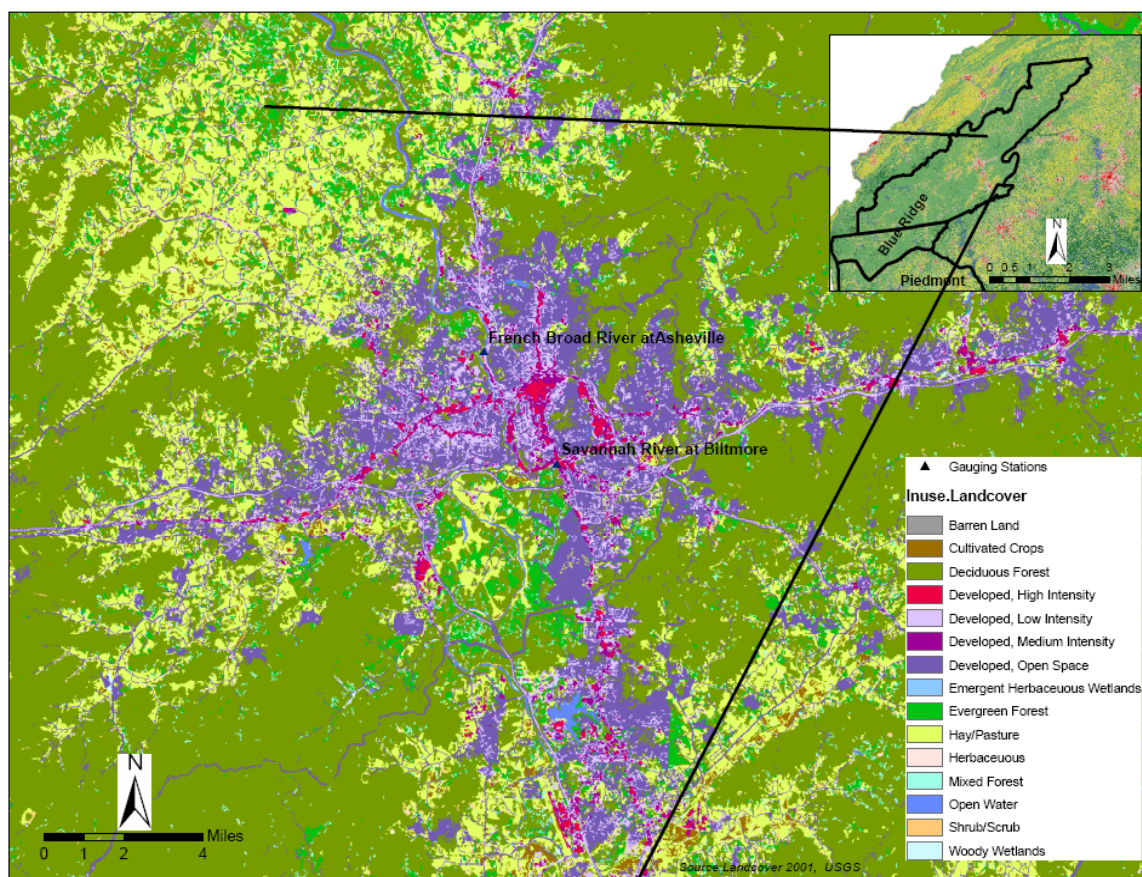 N
Blue Ridge
0 0.5 1 2 3
Miles
Piedmont
French Broad River atAsheville
Savannah River at Biltmore
▲ Gauging Stations
lnuse.Landcover
Barren Land
Cultivated Crops
Deciduous Forest
Developed, High Intensity
Developed, Low Intensity
Developed, Medium Intensity
Developed, Open Space
Emergent Herbaceuous Wetlands
Evergreen Forest
Hay/Pasture
Herbaceuous
Mixed Forest
Open Water
Shrub/Scrub
Woody Wetlands
N
Miles
0 1 2 4
Source Landcover 2001, USGS